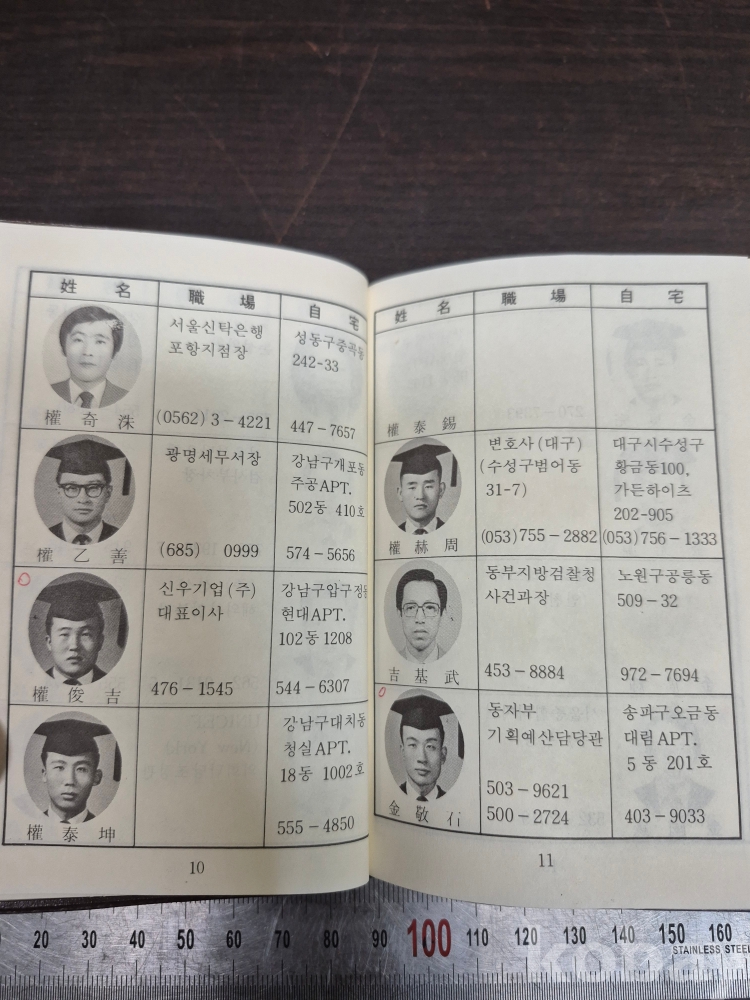 姓 名 職 場 自 宅
權 奇 洙
서울신탁은행
포항지점장
(0562) 3-4221
성동구중곡동
242-33
447-7657
權 乙 善
광명세무서장
(685) 0999
강남구개포동
주공APT.
502동 410호
574-5656
權 俊 吉
신우기업(주)
대표이사
476-1545
강남구압구정동
현대APT.
102동 1208
544-6307
權 泰 坤
강남구대치동
청실APT.
18동 1002호
555-4850
10
姓 名 職 場 自 宅
權 泰 錫
權 赫 周
변호사(대구)
(수성구범어동
31-7)
(053)755-2882
대구시수성구
황금동100,
가든하이츠
202-905
(053)756-1333
吉 基 武
동부지방검찰청
사건과장
453-8884
노원구공릉동
509-32
972-7694
金 敬 石
동자부
기획예산담당관
503-9621
500-2724
송파구오금동
대림APT.
5동 201호
403-9033
11
20 30 40 50 60 70 80 90 100 110 120 130 140 150 160
STAINLESS STEEL